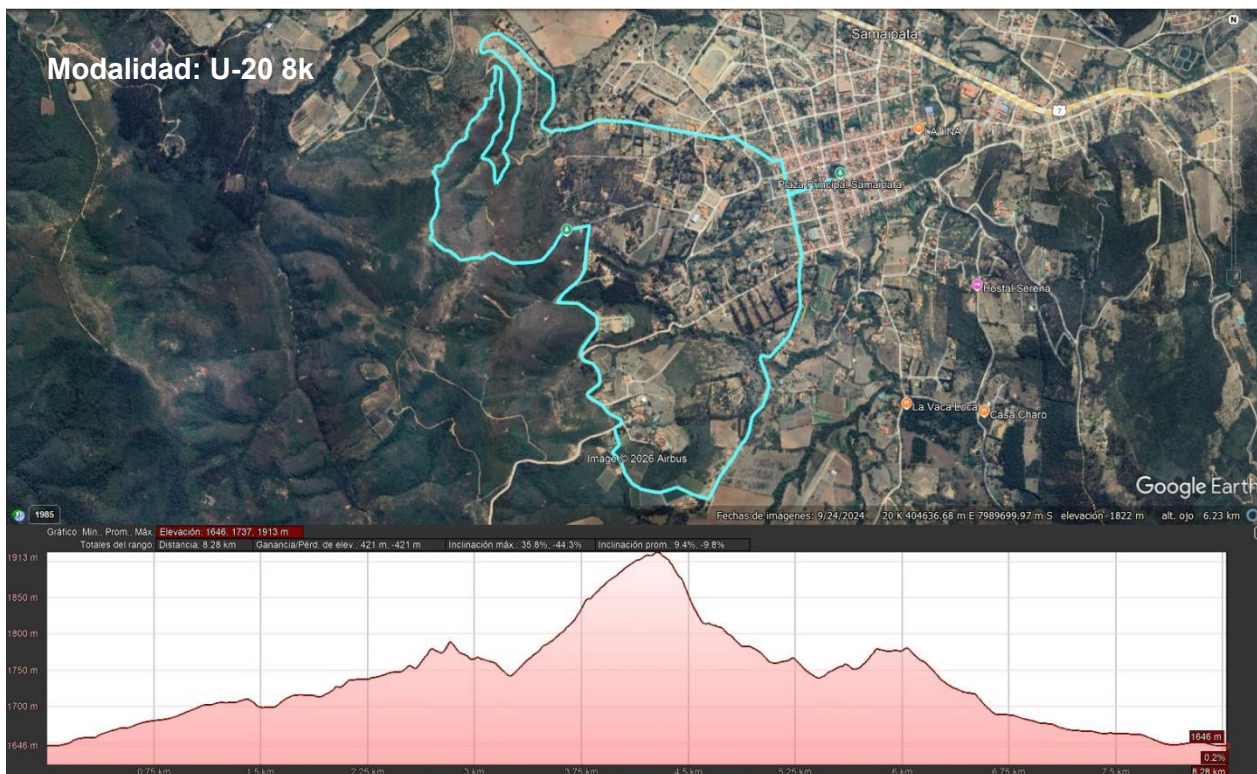 Samaipata
N
Modalidad: U-20 8k
7
LATINA
Plaza Principal Samaipata
Hostal Serena
La Vaca Loca
Casa Charo
Image © 2026 Airbus
Google Earth
1985
Fechas de imágenes: 9/24/2024 20 K 404636.68 m E 7989699.97 m S elevación 1822 m alt. ojo 6.23 km
Gráfico Mín., Prom., Máx. Elevación: 1646, 1737, 1913 m
Totales del rango: Distancia: 8.28 km Ganancia/Pérd. de elev.: 421 m, -421 m Inclinación máx.: 35.8%, -44.3% Inclinación prom.: 9.4%, -9.8%
1913 m
1850 m
1800 m
1750 m
1700 m
1646 m
1646 m
0.2%
0.75 km 1.5 km 2.25 km 3 km 3.75 km 4.5 km 5.25 km 6 km 6.75 km 7.5 km 8.28 km